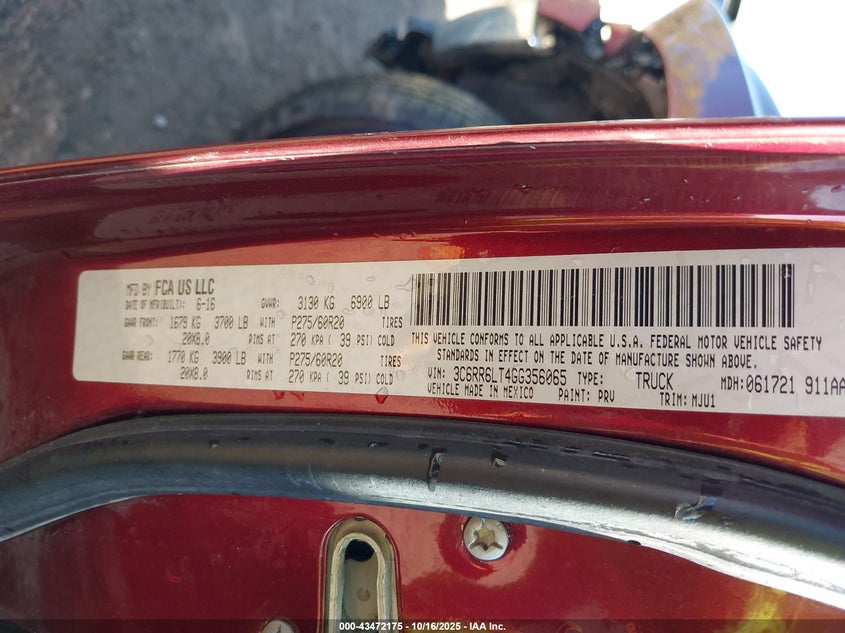 MFD BY FCA US LLC
DATE OF MFR(BUILT): 6-16 GVWR: 3130 KG 6900 LB
GAWR FRONT: 1679 KG 3700 LB WITH P275/60R20 TIRES
20X8.0 RIMS AT 270 KPA ( 39 PSI) COLD
GAWR REAR: 1770 KG 3900 LB WITH P275/60R20 TIRES
20X8.0 RIMS AT 270 KPA ( 39 PSI) COLD
THIS VEHICLE CONFORMS TO ALL APPLICABLE U.S.A. FEDERAL MOTOR VEHICLE SAFETY
STANDARDS IN EFFECT ON THE DATE OF MANUFACTURE SHOWN ABOVE.
VIN: 3C6RR6LT4GG356065 TYPE: TRUCK MDH: 061721 911AA
VEHICLE MADE IN MEXICO PAINT: PRV TRIM: MJU1
000-43472175 - 10/16/2025 - IAA Inc.